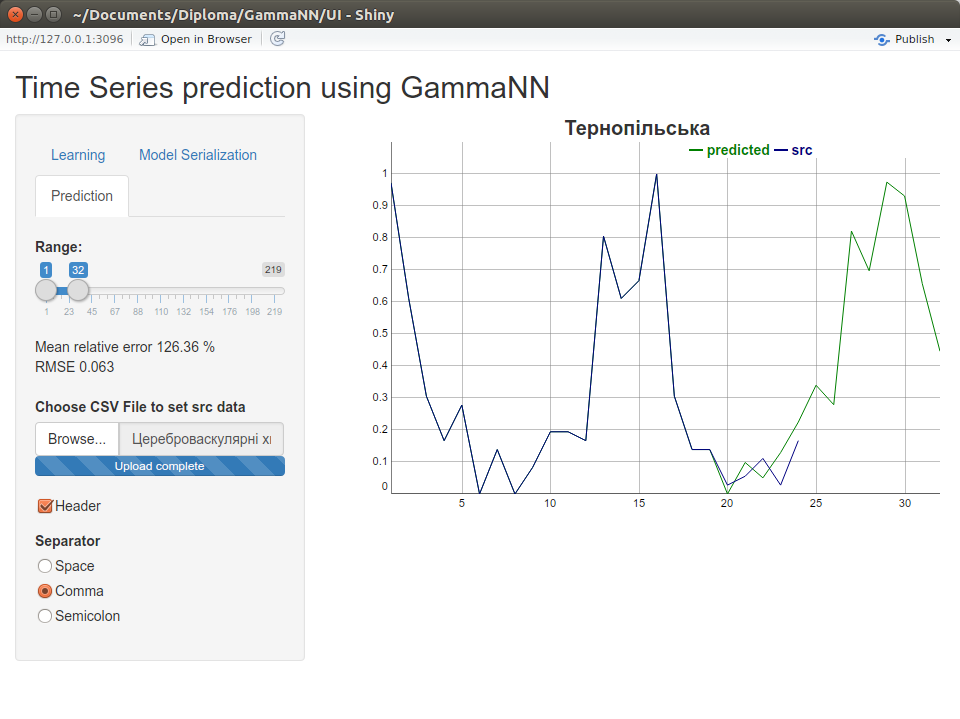 ~/Documents/Diploma/GammaNN/UI - Shiny
http://127.0.0.1:3096 Open in Browser Publish
Time Series prediction using GammaNN
Learning Model Serialization
Prediction
Range:
1 32 219
1 23 45 67 88 110 132 154 176 198 219
Mean relative error 126.36 %
RMSE 0.063
Choose CSV File to set src data
Browse... Цереброваскулярні хв
Upload complete
Header
Separator
Space
Comma
Semicolon
Тернопільська
predicted src
1
0.9
0.8
0.7
0.6
0.5
0.4
0.3
0.2
0.1
0
5 10 15 20 25 30